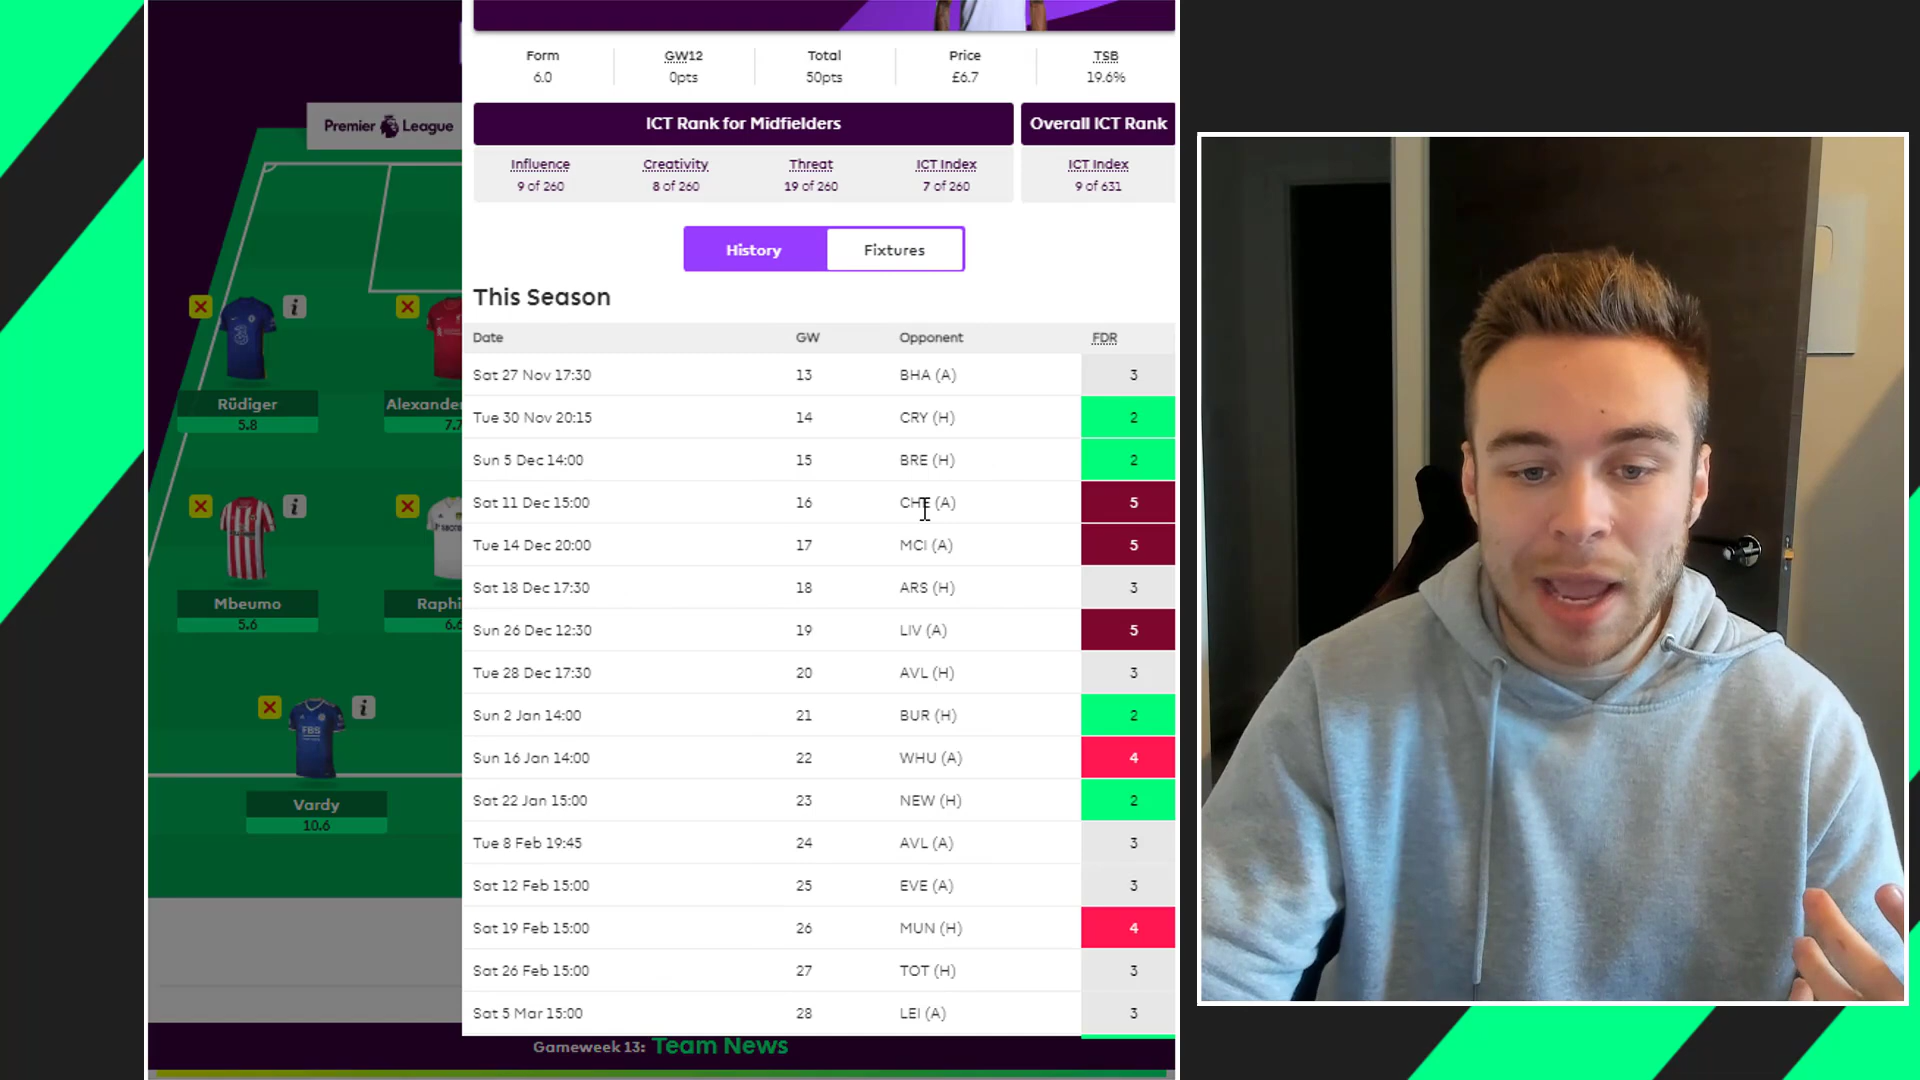 Form GW12 Total Price TSB
6.0 0pts 50pts £6.7 19.6%
Premier League
ICT Rank for Midfielders Overall ICT Rank
Influence Creativity Threat ICT Index ICT Index
9 of 260 8 of 260 19 of 260 7 of 260 9 of 631
History Fixtures
This Season
Date GW Opponent FDR
Sat 27 Nov 17:30 13 BHA (A) 3
Tue 30 Nov 20:15 14 CRY (H) 2
Sun 5 Dec 14:00 15 BRE (H) 2
Sat 11 Dec 15:00 16 CHE (A) 5
Tue 14 Dec 20:00 17 MCI (A) 5
Sat 18 Dec 17:30 18 ARS (H) 3
Sun 26 Dec 12:30 19 LIV (A) 5
Tue 28 Dec 17:30 20 AVL (H) 3
Sun 2 Jan 14:00 21 BUR (H) 2
Sun 16 Jan 14:00 22 WHU (A) 4
Sat 22 Jan 15:00 23 NEW (H) 2
Tue 8 Feb 19:45 24 AVL (A) 3
Sat 12 Feb 15:00 25 EVE (A) 3
Sat 19 Feb 15:00 26 MUN (H) 4
Sat 26 Feb 15:00 27 TOT (H) 3
Sat 5 Mar 15:00 28 LEI (A) 3
Rüdiger Alexande
5.8 7.7
Mbeumo Raphi
5.6 6.6
FBS
Vardy
10.6
Gameweek 13: Team News